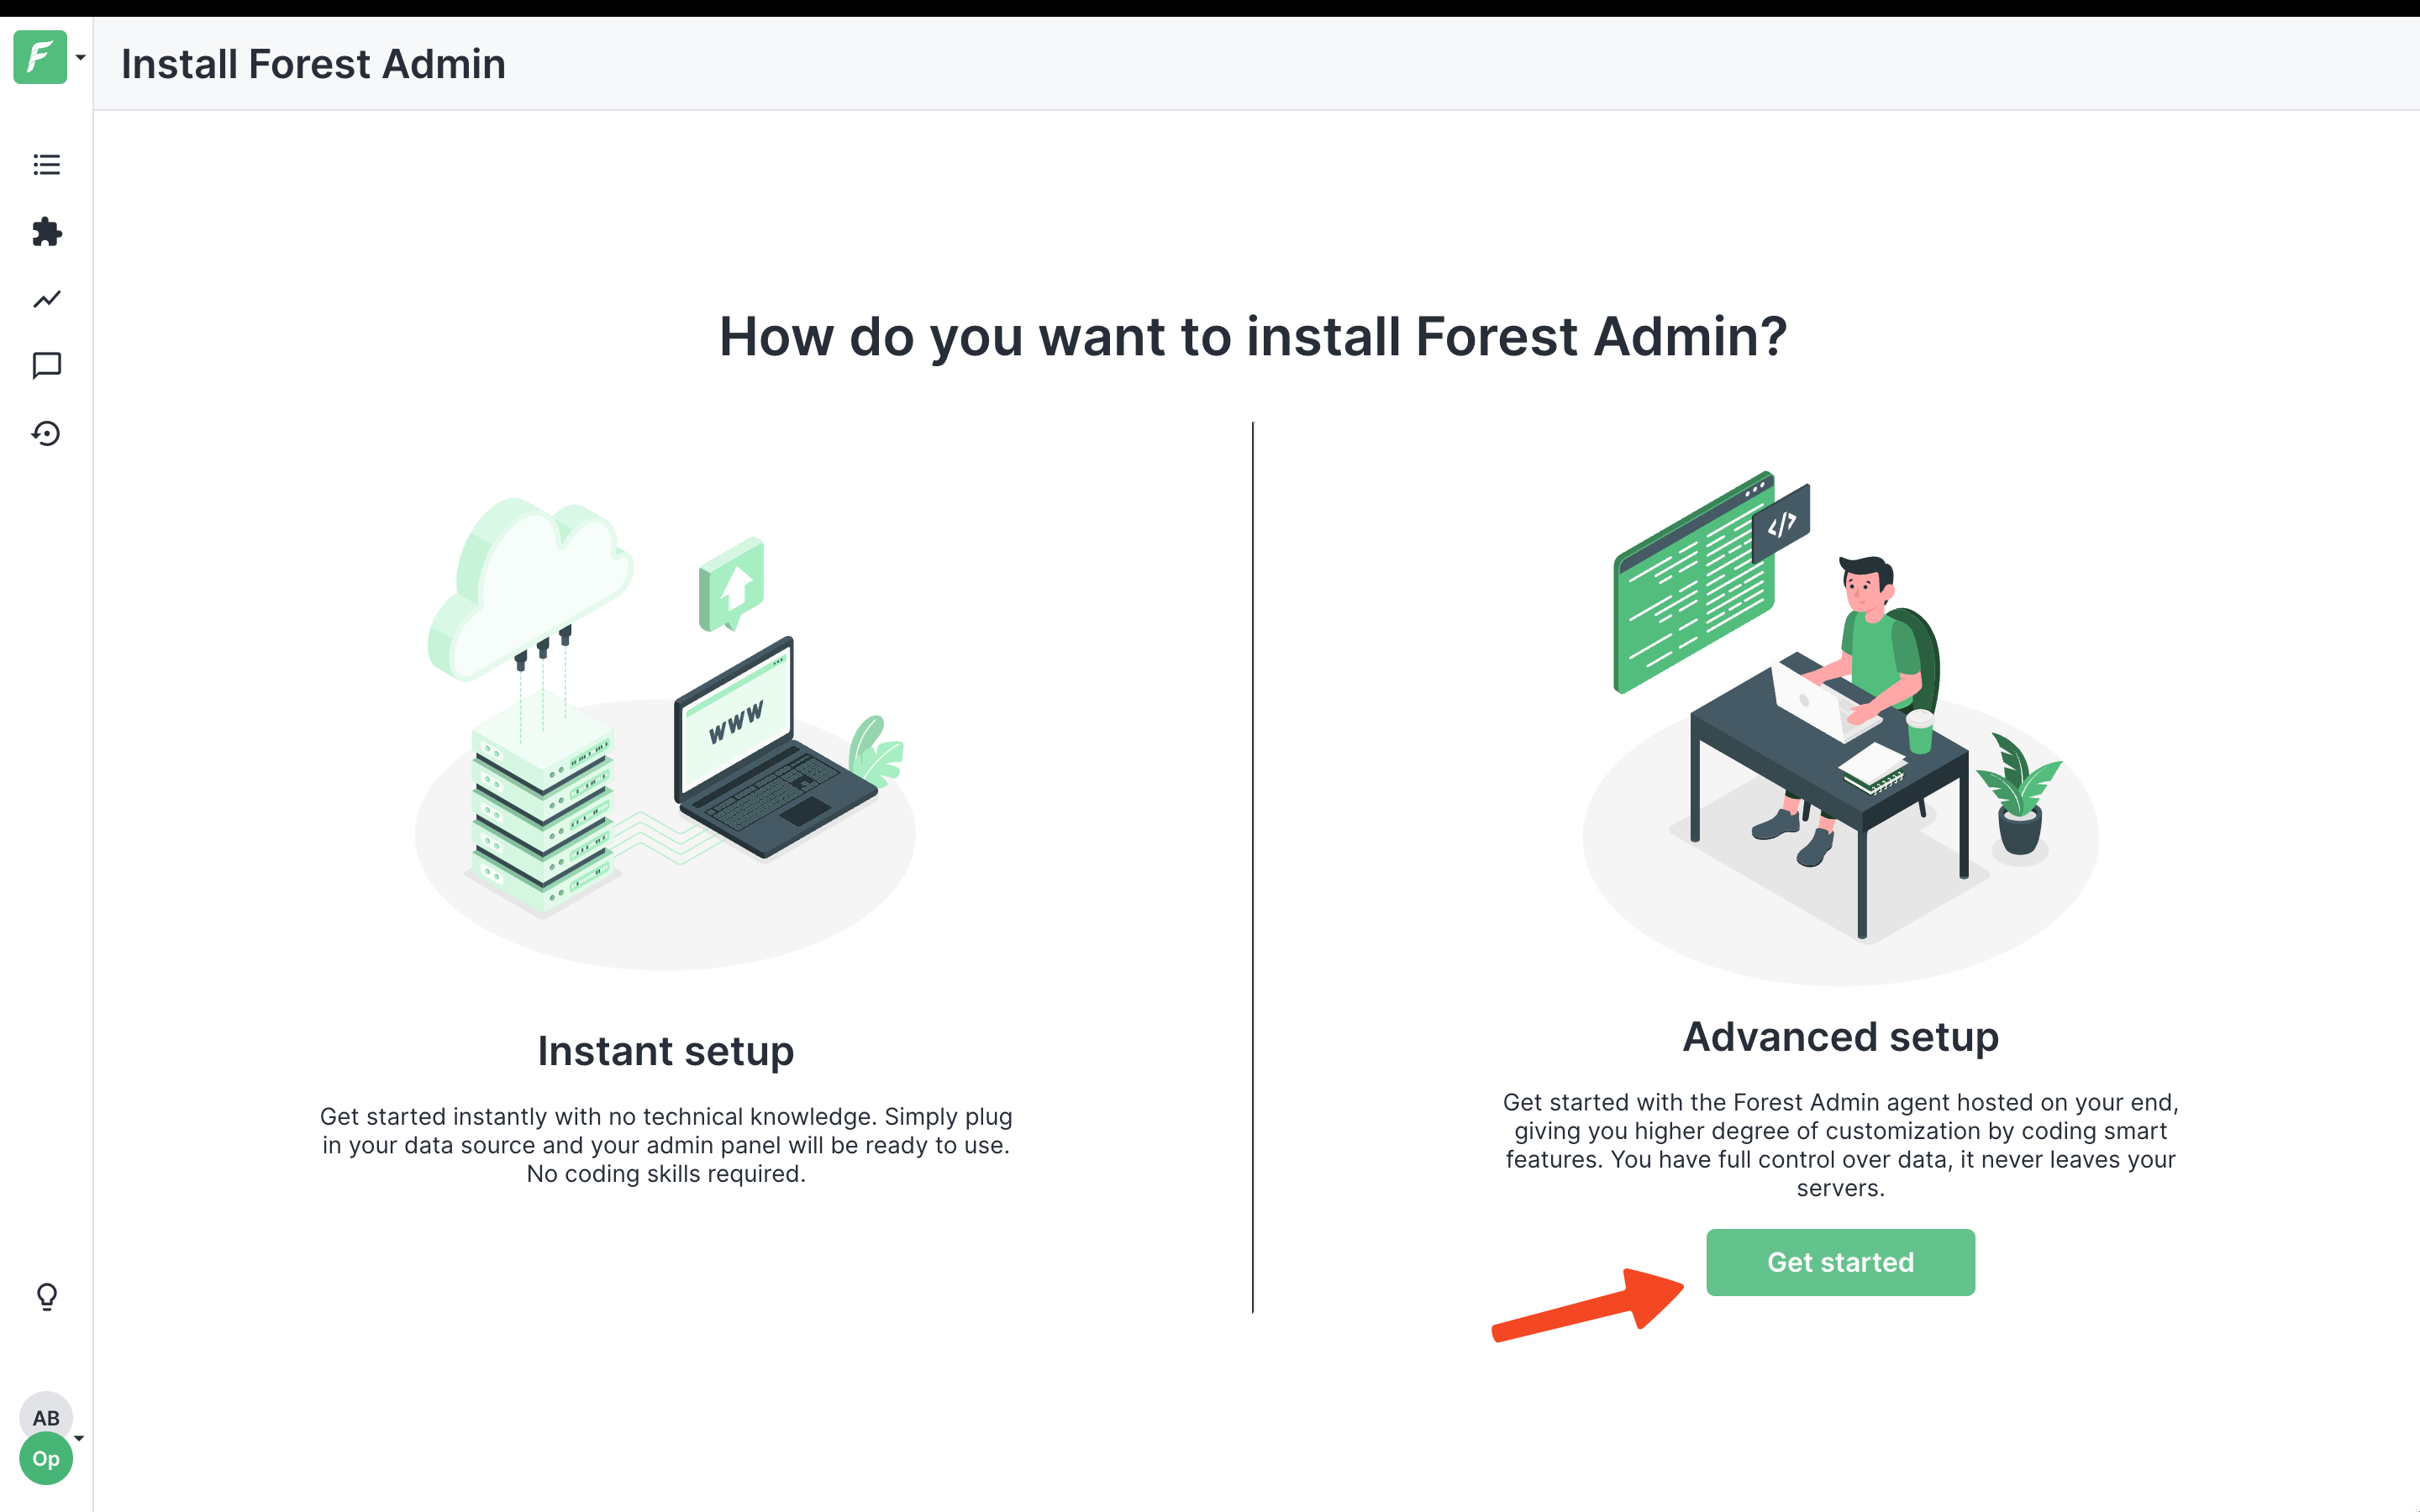 Install Forest Admin
How do you want to install Forest Admin?
www
</>
Instant setup
Get started instantly with no technical knowledge. Simply plug
in your data source and your admin panel will be ready to use.
No coding skills required.
Advanced setup
Get started with the Forest Admin agent hosted on your end,
giving you higher degree of customization by coding smart
features. You have full control over data, it never leaves your
servers.
Get started
AB
Op